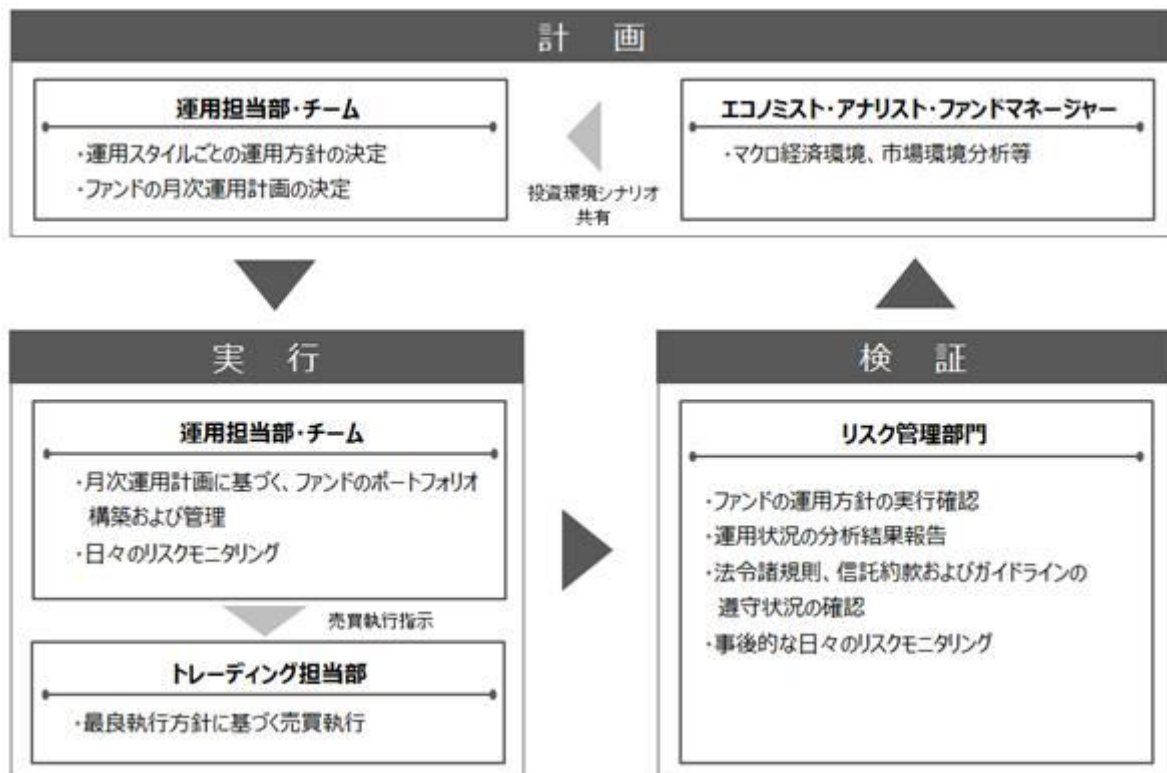 計 画
運用担当部・チーム
・運用スタイルごとの運用方針の決定
・ファンドの月次運用計画の決定
投資環境シナリオ
共有
エコノミスト・アナリスト・ファンドマネージャー
・マクロ経済環境、市場環境分析等
実 行
運用担当部・チーム
・月次運用計画に基づく、ファンドのポートフォリオ
構築および管理
・日々のリスクモニタリング
売買執行指示
トレーディング担当部
・最良執行方針に基づく売買執行
検 証
リスク管理部門
・ファンドの運用方針の実行確認
・運用状況の分析結果報告
・法令諸規則、信託約款およびガイドラインの
遵守状況の確認
・事後的な日々のリスクモニタリング